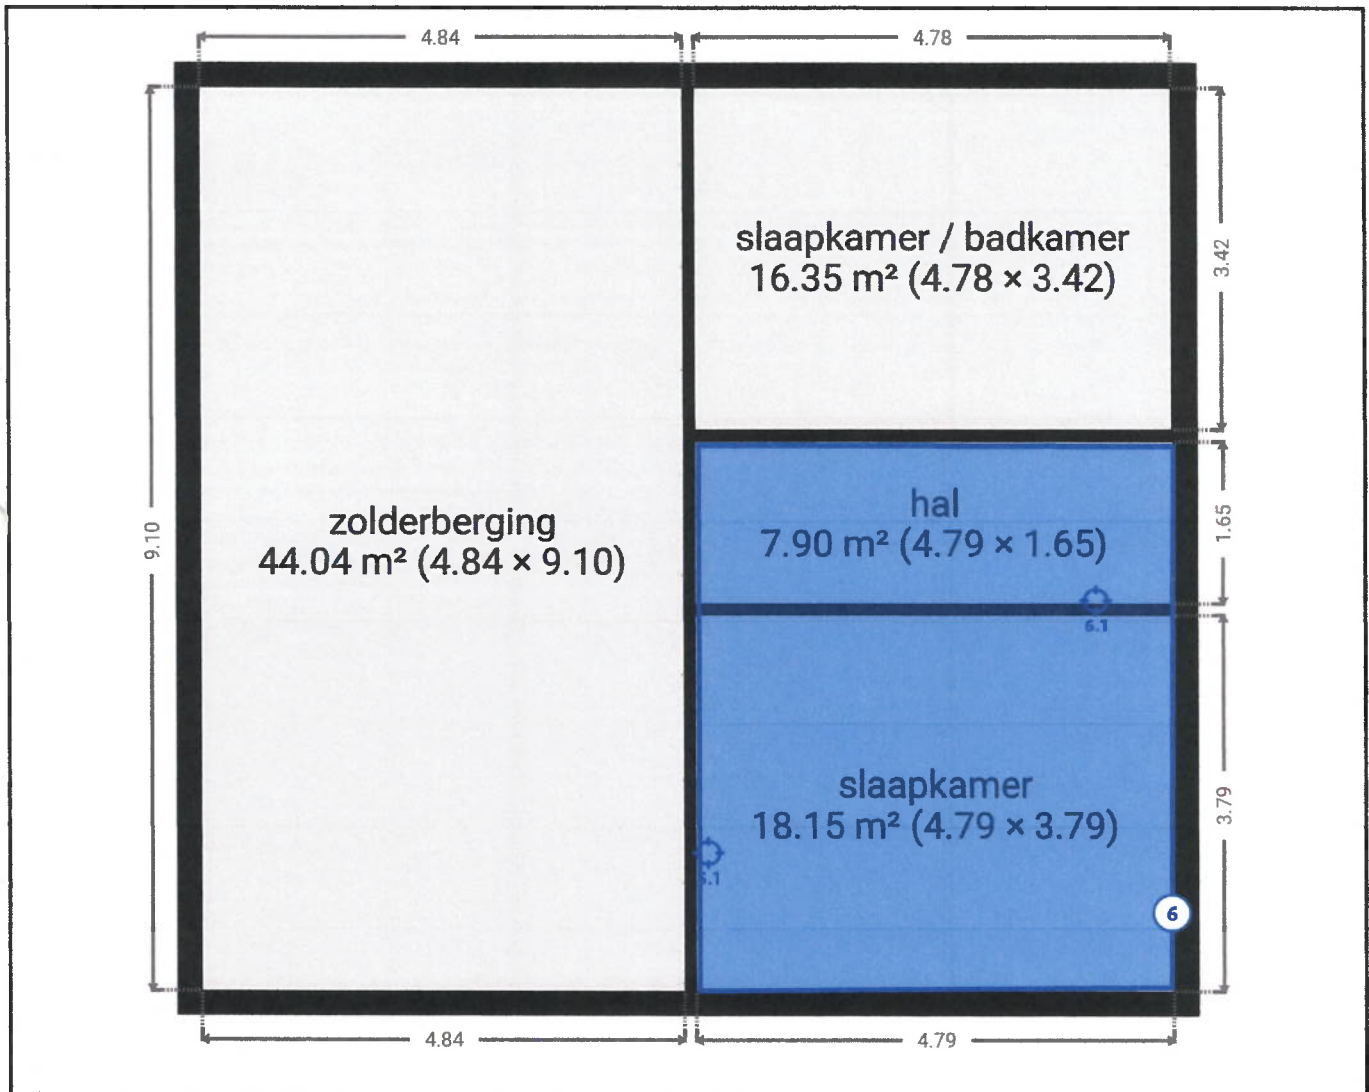 4.84
4.78
slaapkamer / badkamer
16.35 m² (4.78 × 3.42)
3.42
hal
7.90 m² (4.79 × 1.65)
1.65
9.10
zolderberging
44.04 m² (4.84 × 9.10)
6.1
slaapkamer
18.15 m² (4.79 × 3.79)
3.79
6.1
6
4.84
4.79